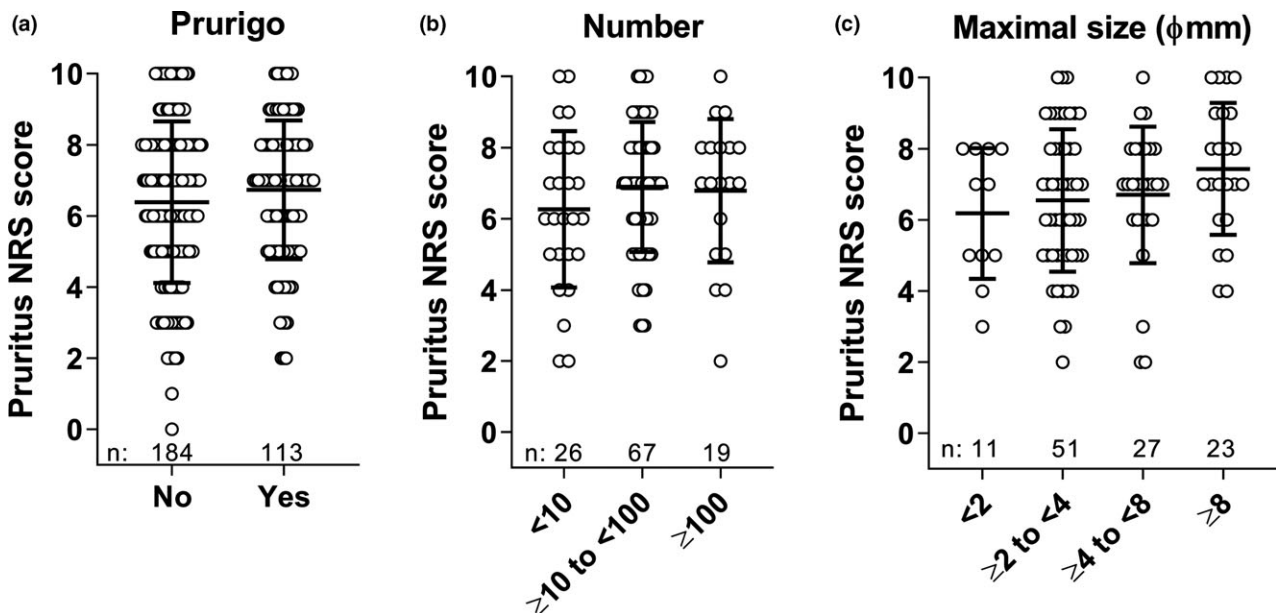 (a) Prurigo
Pruritus NRS score
10
8
6
4
2
0
n: 184 113
No Yes
(b) Number
Pruritus NRS score
10
8
6
4
2
0
n: 26 67 19
<10 ≥10 to <100 ≥100
(c) Maximal size (ϕmm)
Pruritus NRS score
10
8
6
4
2
0
n: 11 51 27 23
<2 ≥2 to <4 ≥4 to <8 ≥8